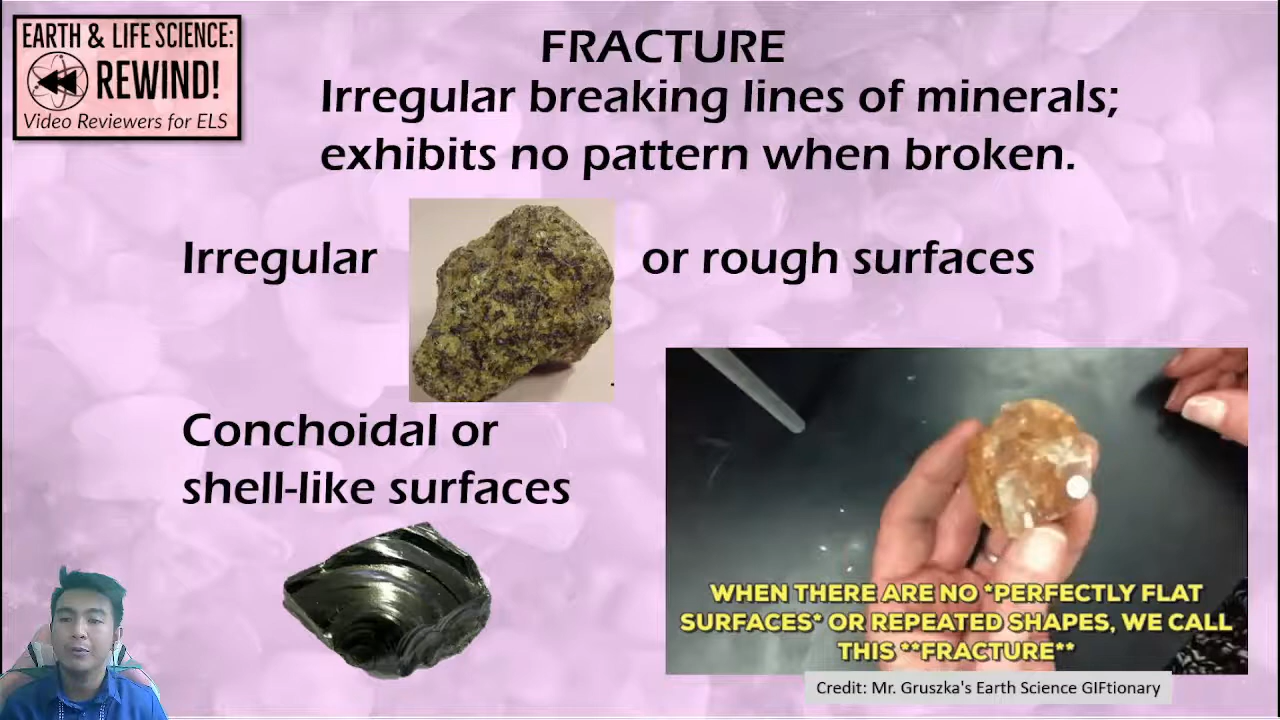 EARTH & LIFE SCIENCE:
REWIND!
Video Reviewers for ELS
FRACTURE
Irregular breaking lines of minerals;
exhibits no pattern when broken.
Irregular or rough surfaces
Conchoidal or
shell-like surfaces
WHEN THERE ARE NO *PERFECTLY FLAT
SURFACES* OR REPEATED SHAPES, WE CALL
THIS **FRACTURE**
Credit: Mr. Gruszka's Earth Science GIFtionary